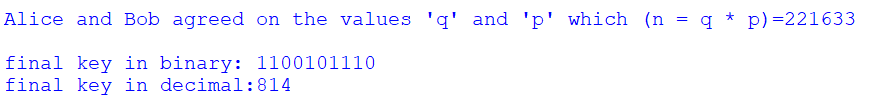 Alice and Bob agreed on the values 'q' and 'p' which (n = q * p)=221633
final key in binary: 1100101110
final key in decimal:814